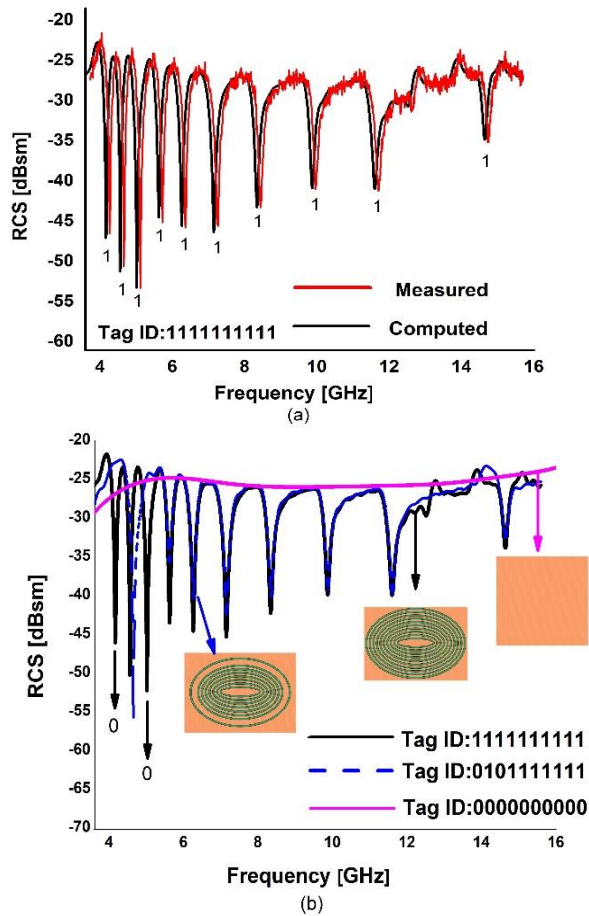 -20
-25
-30
-35
-40
-45
-50
-55
-60
RCS [dBsm]
1 1 1 1 1 1 1 1 1 1
Measured
Computed
Tag ID:1111111111
4 6 8 10 12 14 16
Frequency [GHz]
(a)
-20
-25
-30
-35
-40
-45
-50
-55
-60
-65
-70
RCS [dBsm]
0
0
Tag ID:1111111111
Tag ID:0101111111
Tag ID:0000000000
4 6 8 10 12 14 16
Frequency [GHz]
(b)